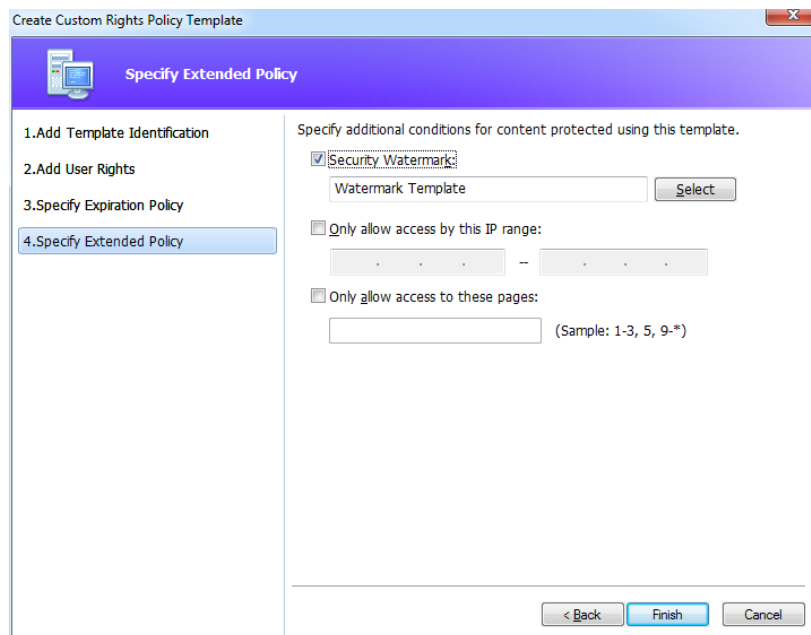 Create Custom Rights Policy Template
X
Specify Extended Policy
1.Add Template Identification
2.Add User Rights
3.Specify Expiration Policy
4.Specify Extended Policy
Specify additional conditions for content protected using this template.
Security Watermark:
Watermark Template
Select
Only allow access by this IP range:
. . . -- . . .
Only allow access to these pages:
(Sample: 1-3, 5, 9-*)
< Back
Finish
Cancel